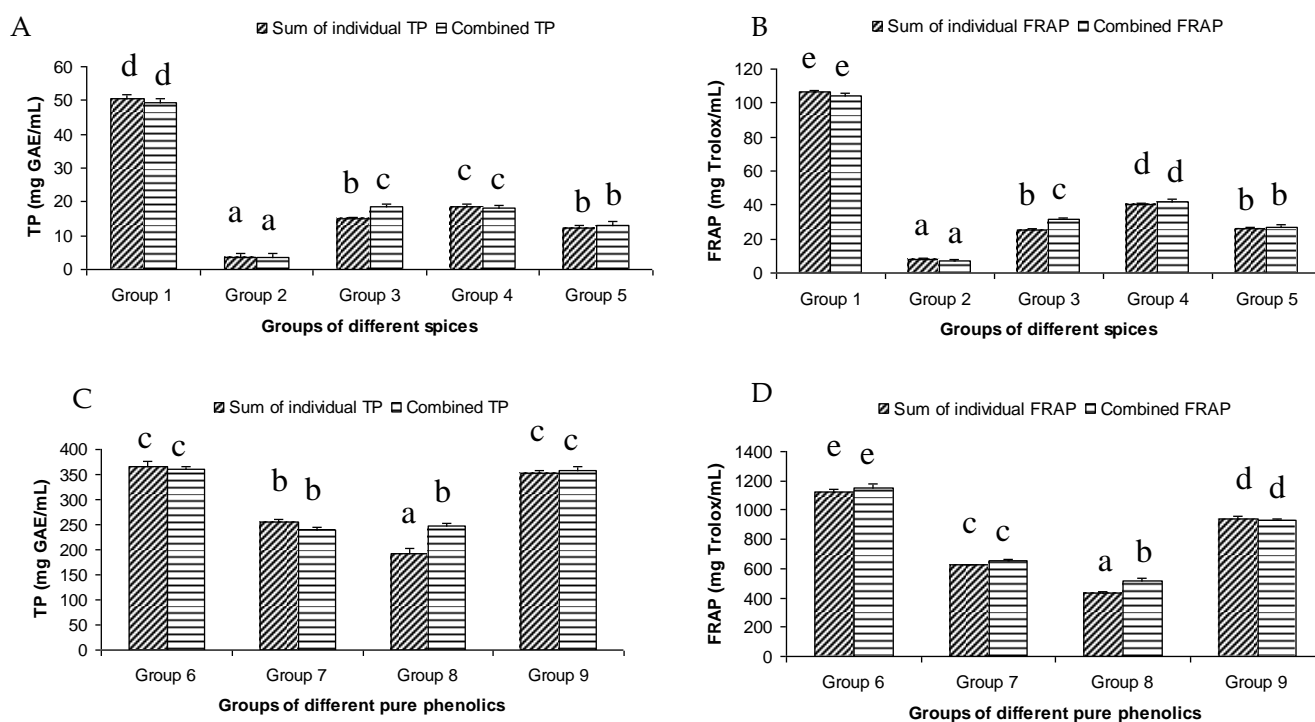 A
Sum of individual TP Combined TP
TP (mg GAE/mL)
60
50
40
30
20
10
0
d d
a a
b c
c c
b b
Group 1 Group 2 Group 3 Group 4 Group 5
Groups of different spices
B
Sum of individual FRAP Combined FRAP
FRAP (mg Trolox/mL)
120
100
80
60
40
20
0
e e
a a
b c
d d
b b
Group 1 Group 2 Group 3 Group 4 Group 5
Groups of different spices
C
Sum of individual TP Combined TP
TP (mg GAE/mL)
400
350
300
250
200
150
100
50
0
c c
b b
a b
c c
Group 6 Group 7 Group 8 Group 9
Groups of different pure phenolics
D
Sum of individual FRAP Combined FRAP
FRAP (mg Trolox/mL)
1400
1200
1000
800
600
400
200
0
e e
c c
a b
d d
Group 6 Group 7 Group 8 Group 9
Groups of different pure phenolics